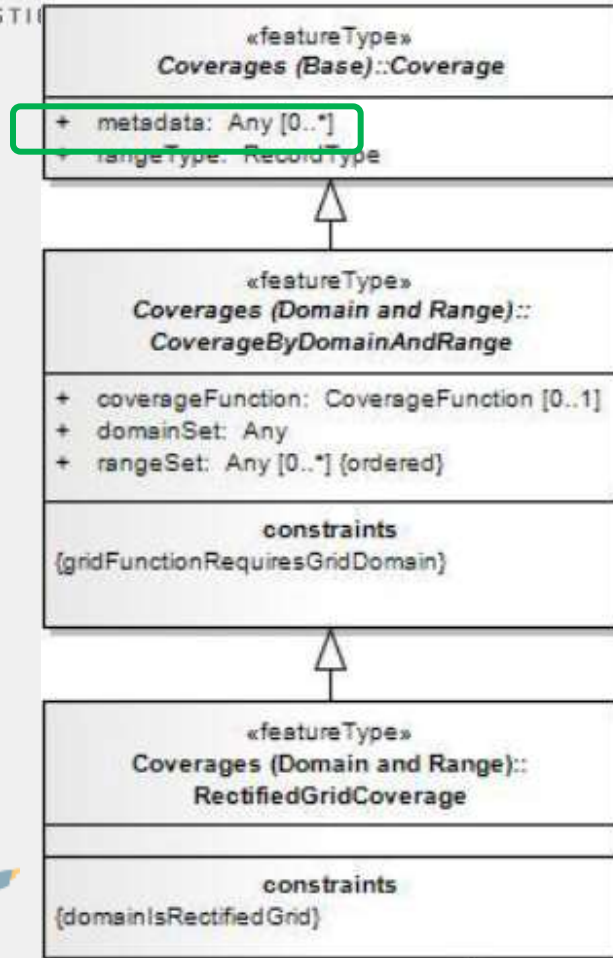 «featureType»
Coverages (Base)::Coverage
+ metadata: Any [0..*]
+ rangeType: RecordType
«featureType»
Coverages (Domain and Range)::
CoverageByDomainAndRange
+ coverageFunction: CoverageFunction [0..1]
+ domainSet: Any
+ rangeSet: Any [0..*] {ordered}
constraints
{gridFunctionRequiresGridDomain}
«featureType»
Coverages (Domain and Range)::
RectifiedGridCoverage
constraints
{domainIsRectifiedGrid}